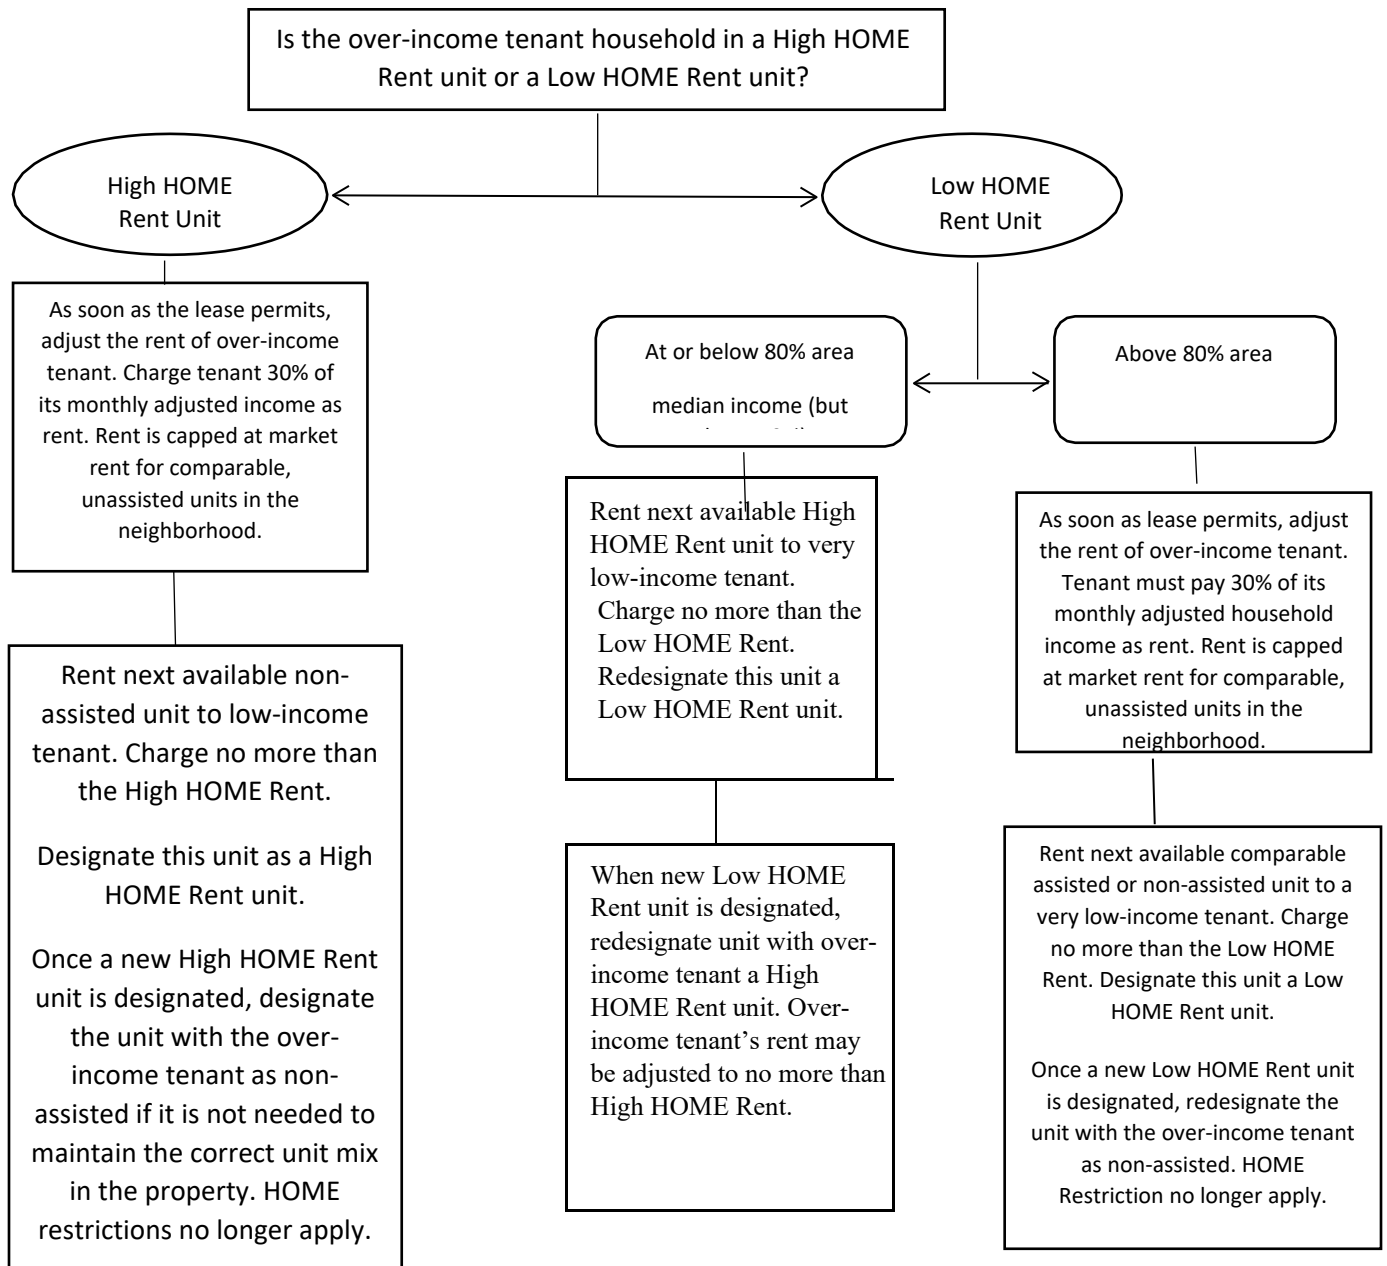 Is the over-income tenant household in a High HOME
Rent unit or a Low HOME Rent unit?
High HOME
Rent Unit
Low HOME
Rent Unit
As soon as the lease permits,
adjust the rent of over-income
tenant. Charge tenant 30% of
its monthly adjusted income as
rent. Rent is capped at market
rent for comparable,
unassisted units in the
neighborhood.
Rent next available non-
assisted unit to low-income
tenant. Charge no more than
the High HOME Rent.
Designate this unit as a High
HOME Rent unit.
Once a new High HOME Rent
unit is designated, designate
the unit with the over-
income tenant as non-
assisted if it is not needed to
maintain the correct unit mix
in the property. HOME
restrictions no longer apply.
At or below 80% area
median income (but
Rent next available High
HOME Rent unit to very
low-income tenant.
Charge no more than the
Low HOME Rent.
Redesignate this unit a
Low HOME Rent unit.
When new Low HOME
Rent unit is designated,
redesignate unit with over-
income tenant a High
HOME Rent unit. Over-
income tenant’s rent may
be adjusted to no more than
High HOME Rent.
Above 80% area
As soon as lease permits, adjust
the rent of over-income tenant.
Tenant must pay 30% of its
monthly adjusted household
income as rent. Rent is capped
at market rent for comparable,
unassisted units in the
neighborhood.
Rent next available comparable
assisted or non-assisted unit to a
very low-income tenant. Charge
no more than the Low HOME
Rent. Designate this unit a Low
HOME Rent unit.
Once a new Low HOME Rent unit
is designated, redesignate the
unit with the over-income tenant
as non-assisted. HOME
Restriction no longer apply.